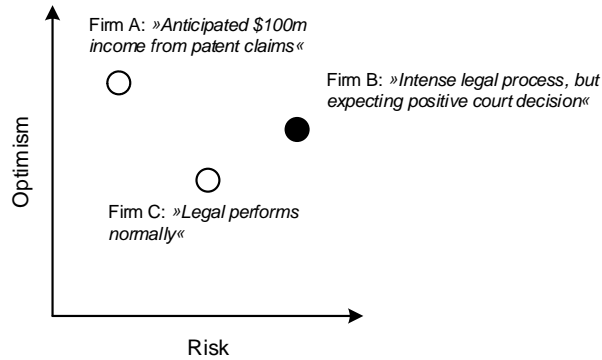 Firm A: »Anticipated $100m
income from patent claims«
Firm B: »Intense legal process, but
expecting positive court decision«
Optimism
Firm C: »Legal performs
normally«
Risk